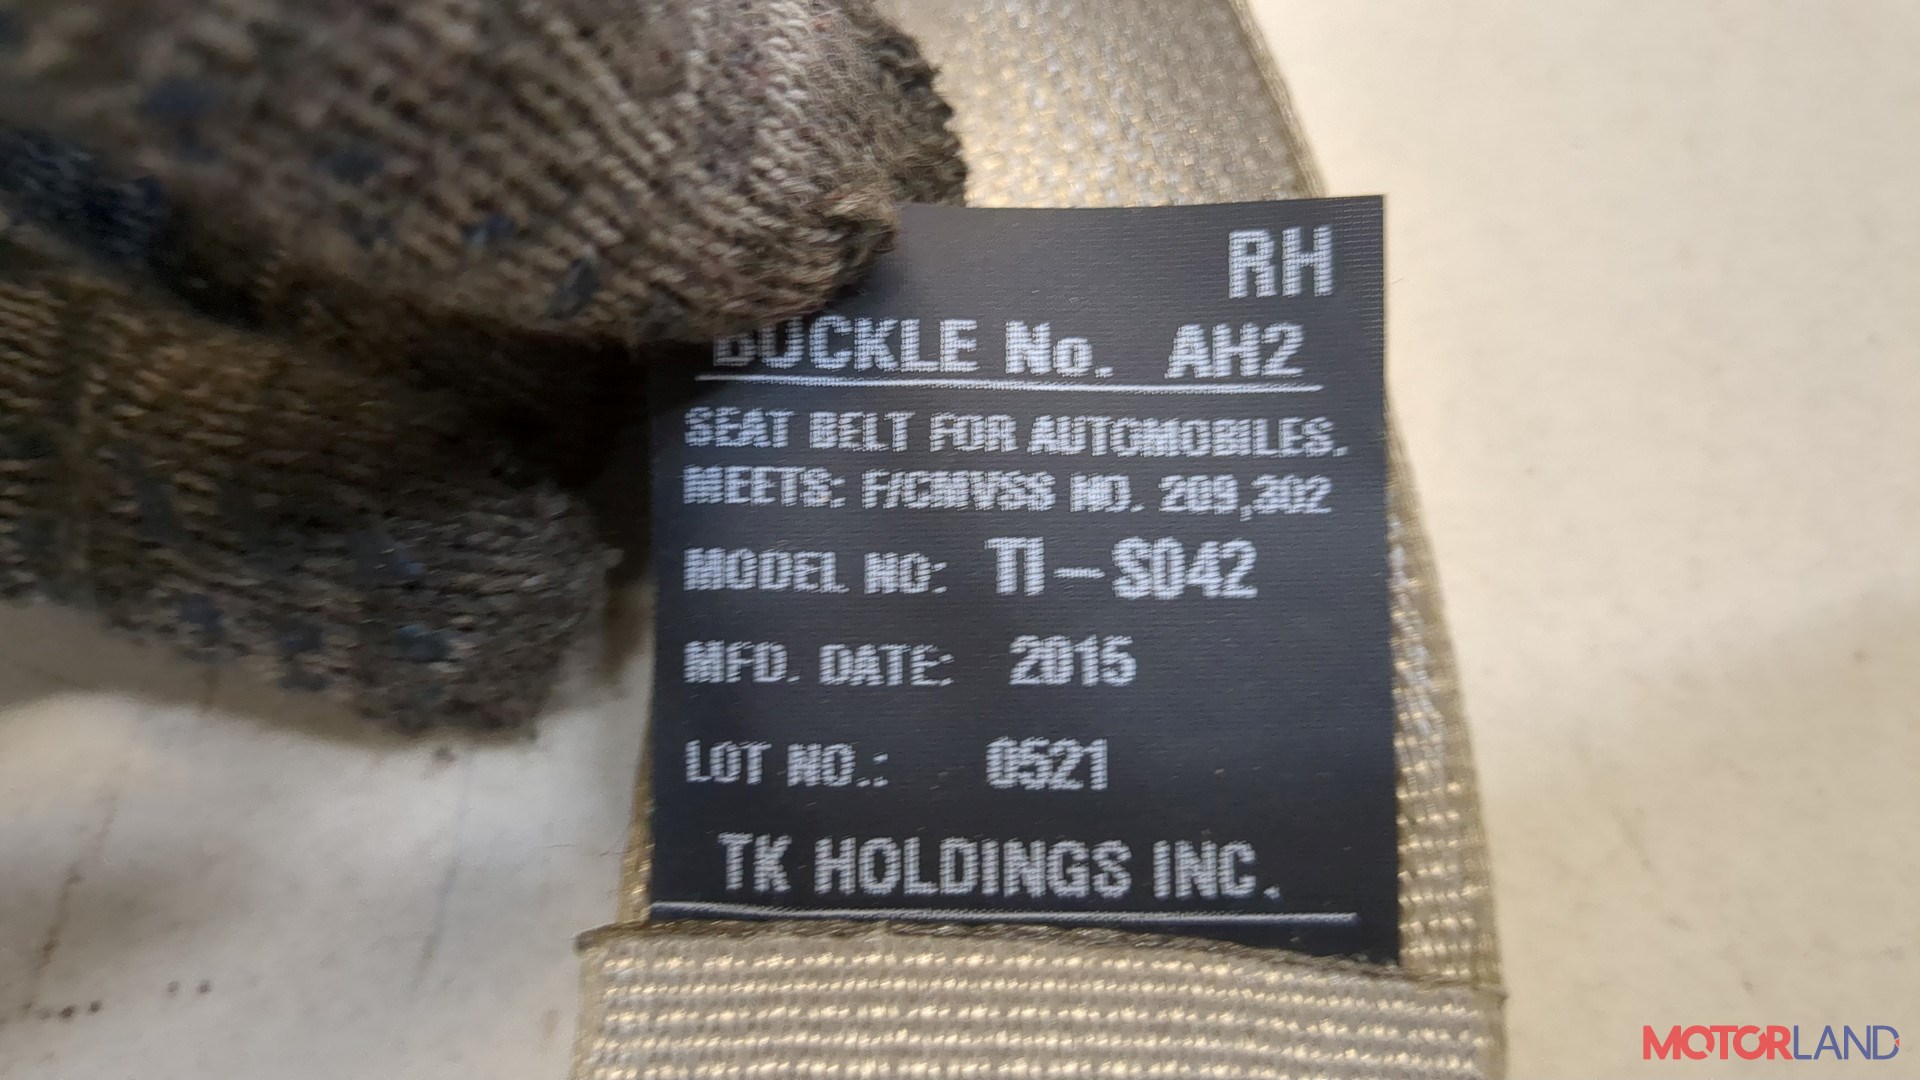 RH
BUCKLE No. AH2
SEAT BELT FOR AUTOMOBILES.
MEETS: F/CMVSS NO. 209,302
MODEL NO: TI-S042
MFD. DATE: 2015
LOT NO.: 0521
TK HOLDINGS INC.
MOTORLAND